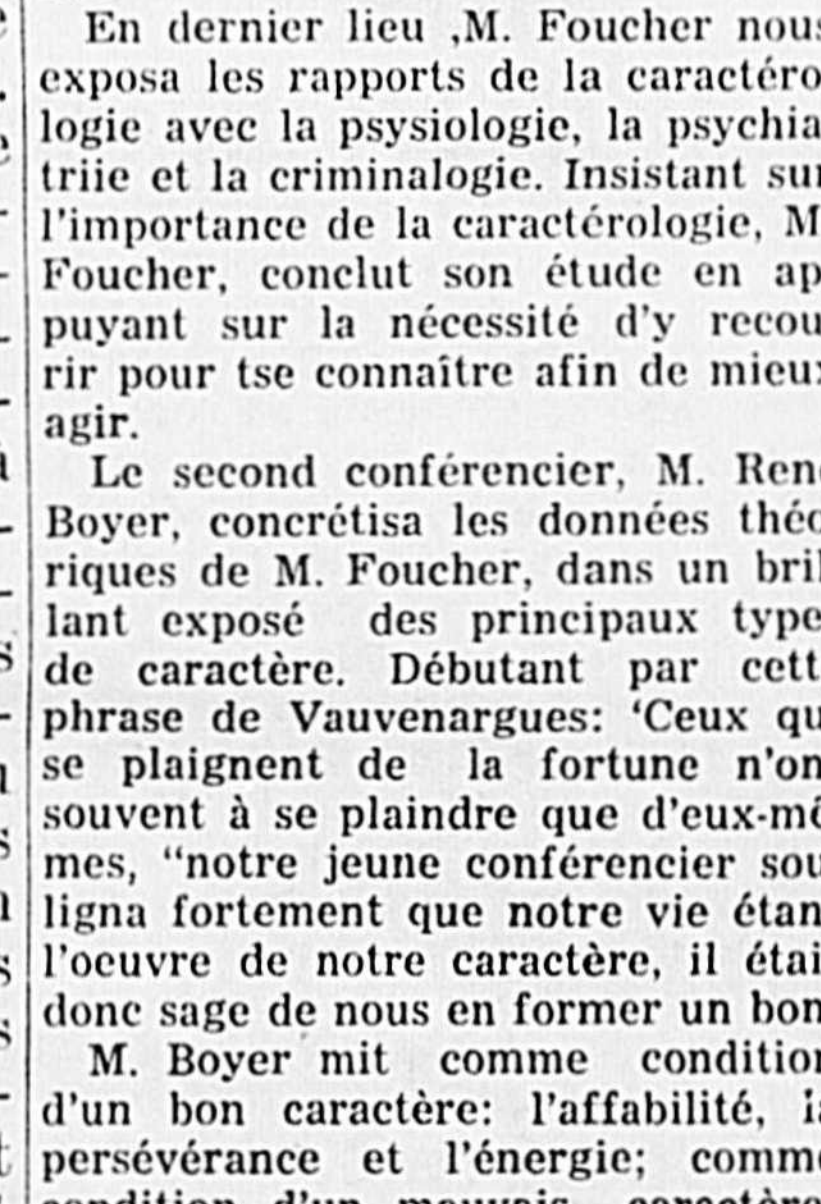 En dernier lieu ,M. Foucher nous
exposa les rapports de la caractéro
logie avec la psysiologie, la psychia
triie et la criminalogie. Insistant sur
l'importance de la caractérologie, M
Foucher, conclut son étude en ap
puyant sur la nécessité d'y recou
rir pour tse connaître afin de mieux
agir.
Le second conférencier, M. René
Boyer, concrétisa les données théo
riques de M. Foucher, dans un bril
lant exposé des principaux type
de caractère. Débutant par cett
phrase de Vauvenargues: 'Ceux qu
se plaignent de la fortune n'on
souvent à se plaindre que d'eux-mê
mes, "notre jeune conférencier sou
ligna fortement que notre vie étan
l'oeuvre de notre caractère, il étai
donc sage de nous en former un bon
M. Boyer mit comme condition
d'un bon caractère: l'affabilité, la
persévérance et l'énergie; comme
condition d'un mauvais